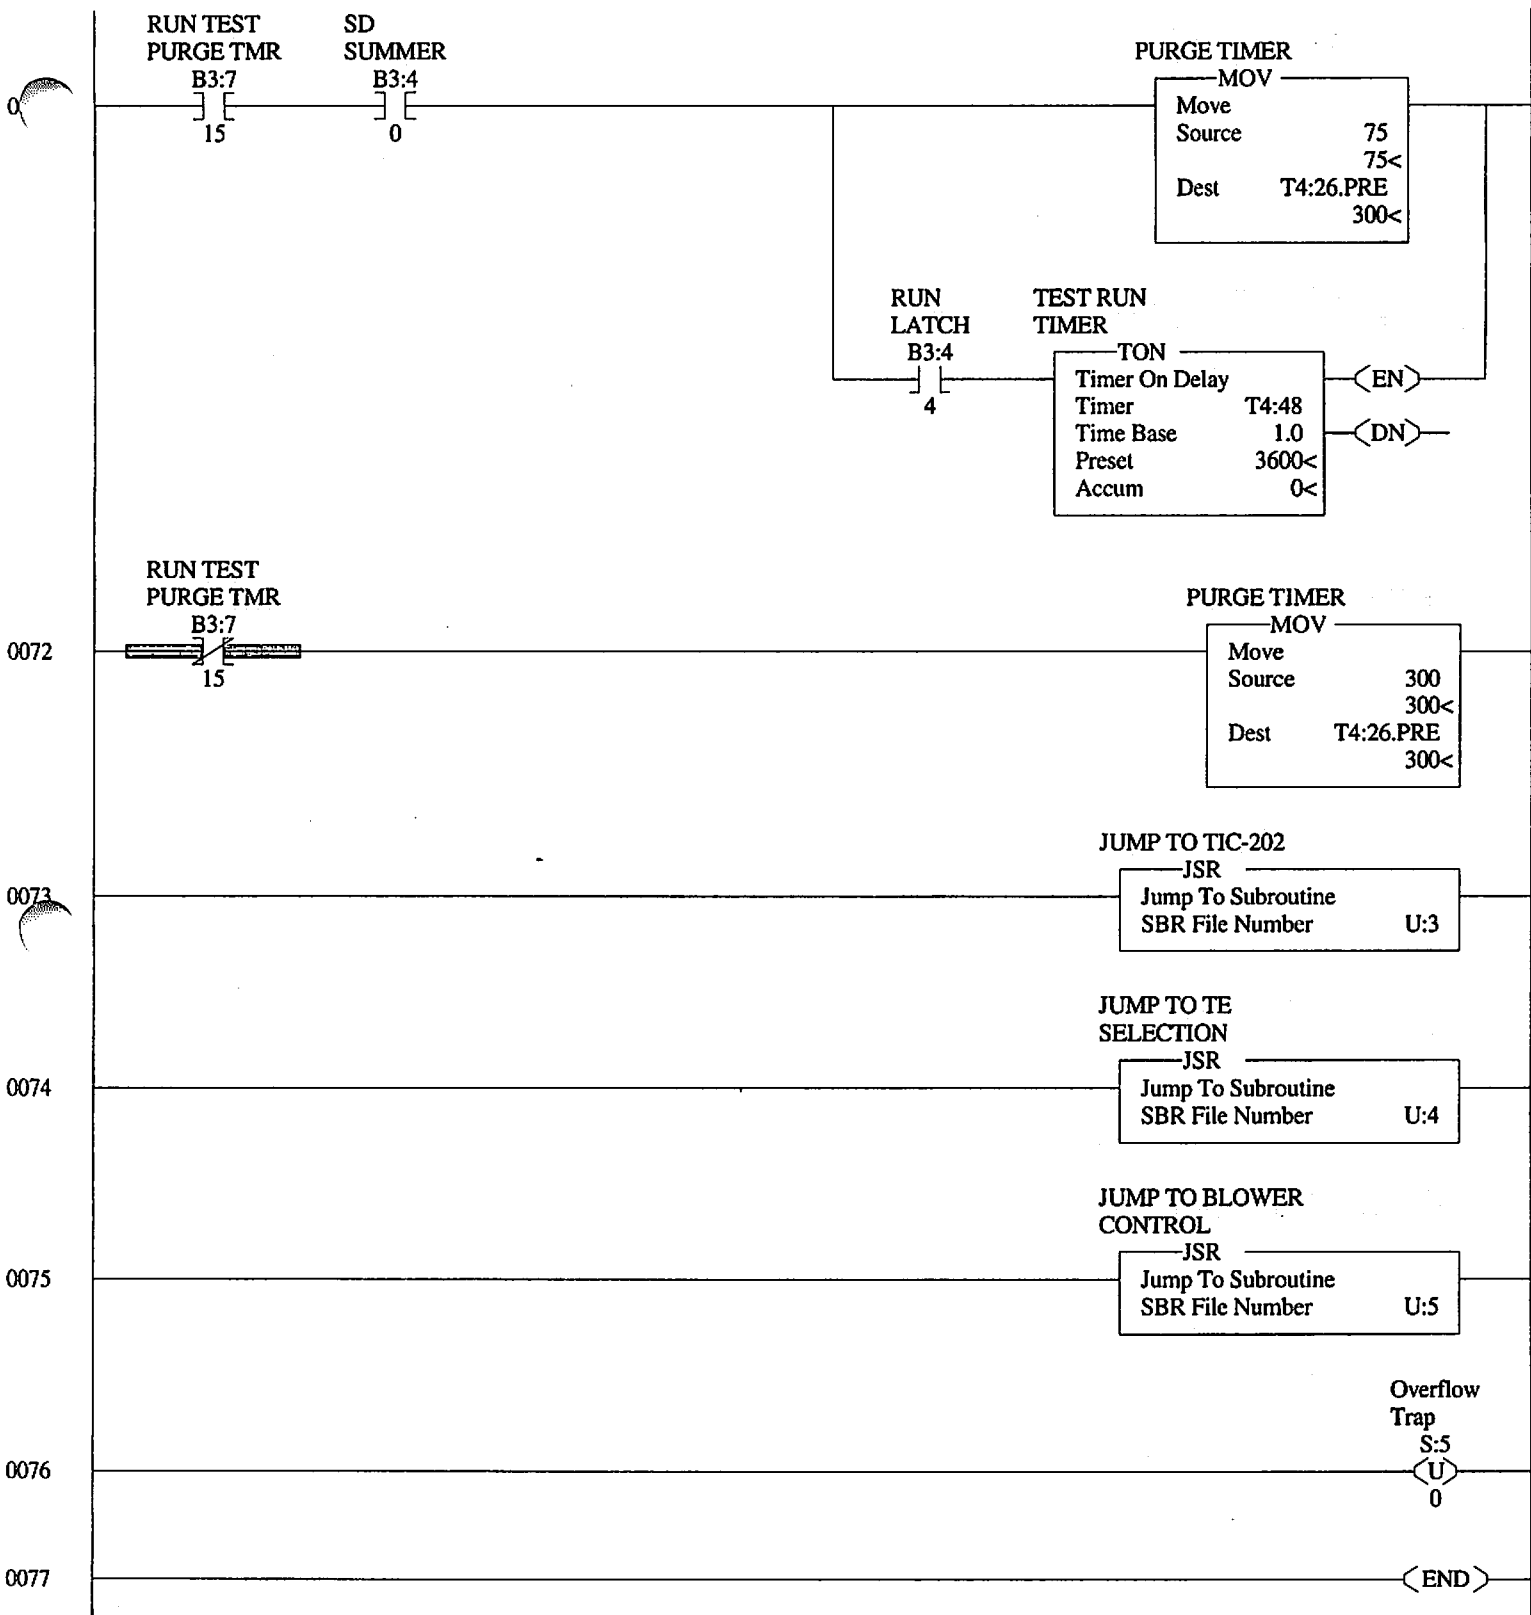 RUN TEST
PURGE TMR
B3:7
15
SD
SUMMER
B3:4
0
PURGE TIMER
MOV
Move
Source 75
75<
Dest T4:26.PRE
300<
0
RUN
LATCH
B3:4
4
TEST RUN
TIMER
TON
Timer On Delay
Timer T4:48
Time Base 1.0
Preset 3600<
Accum 0<
EN
DN
0072
RUN TEST
PURGE TMR
B3:7
15
PURGE TIMER
MOV
Move
Source 300
300<
Dest T4:26.PRE
300<
0073
JUMP TO TIC-202
JSR
Jump To Subroutine
SBR File Number U:3
0074
JUMP TO TE
SELECTION
JSR
Jump To Subroutine
SBR File Number U:4
0075
JUMP TO BLOWER
CONTROL
JSR
Jump To Subroutine
SBR File Number U:5
0076
Overflow
Trap
S:5
U
0
0077
END